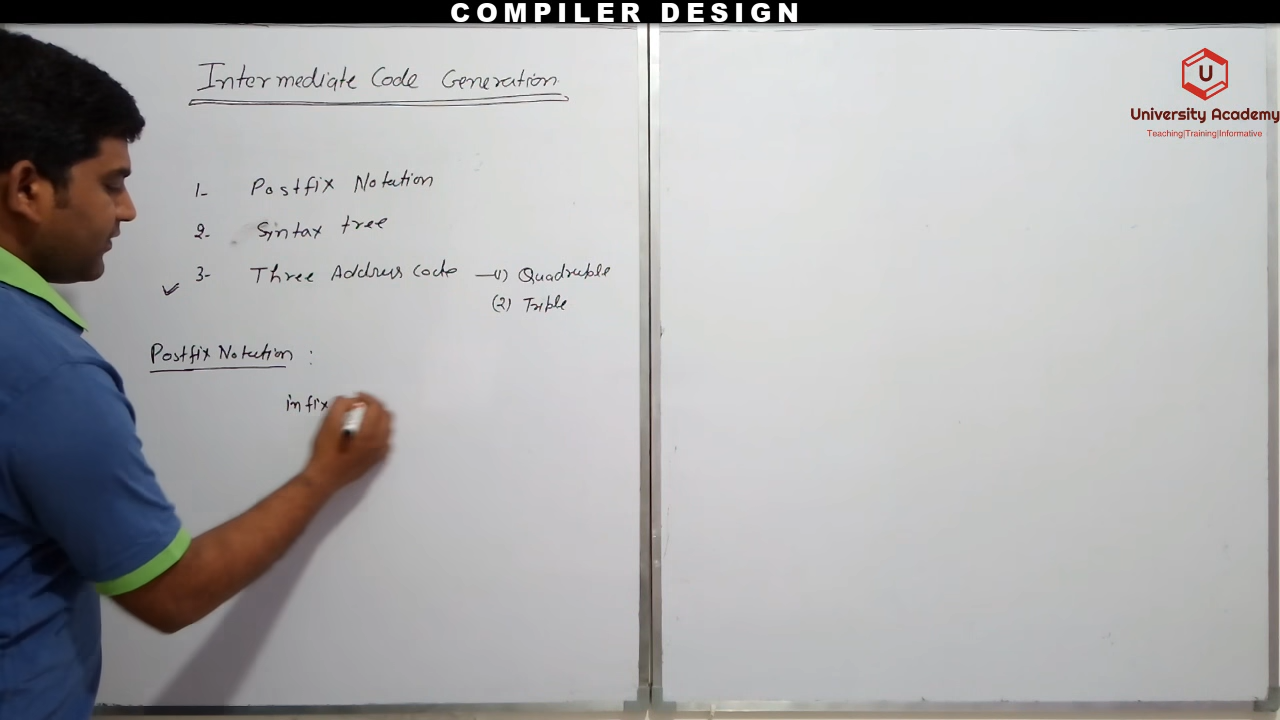 COMPILER DESIGN
Intermediate Code Generation
1- Postfix Notation
2- Sintax tree
3- Three Address Code —(1) Quadruple
(2) Triple
Postfix Notation :
infix
U
University Academy
Teaching|Training|Informative